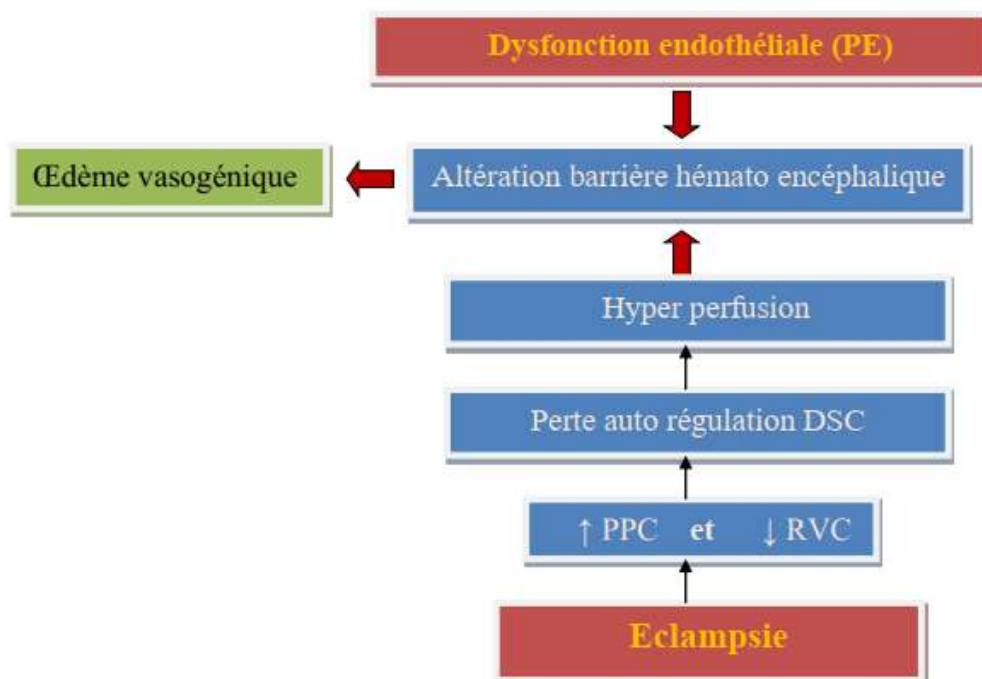 Dysfonction endothéliale (PE)
Œdème vasogénique
Altération barrière hémato encéphalique
Hyper perfusion
Perte auto régulation DSC
↑ PPC et ↓ RVC
Eclampsie